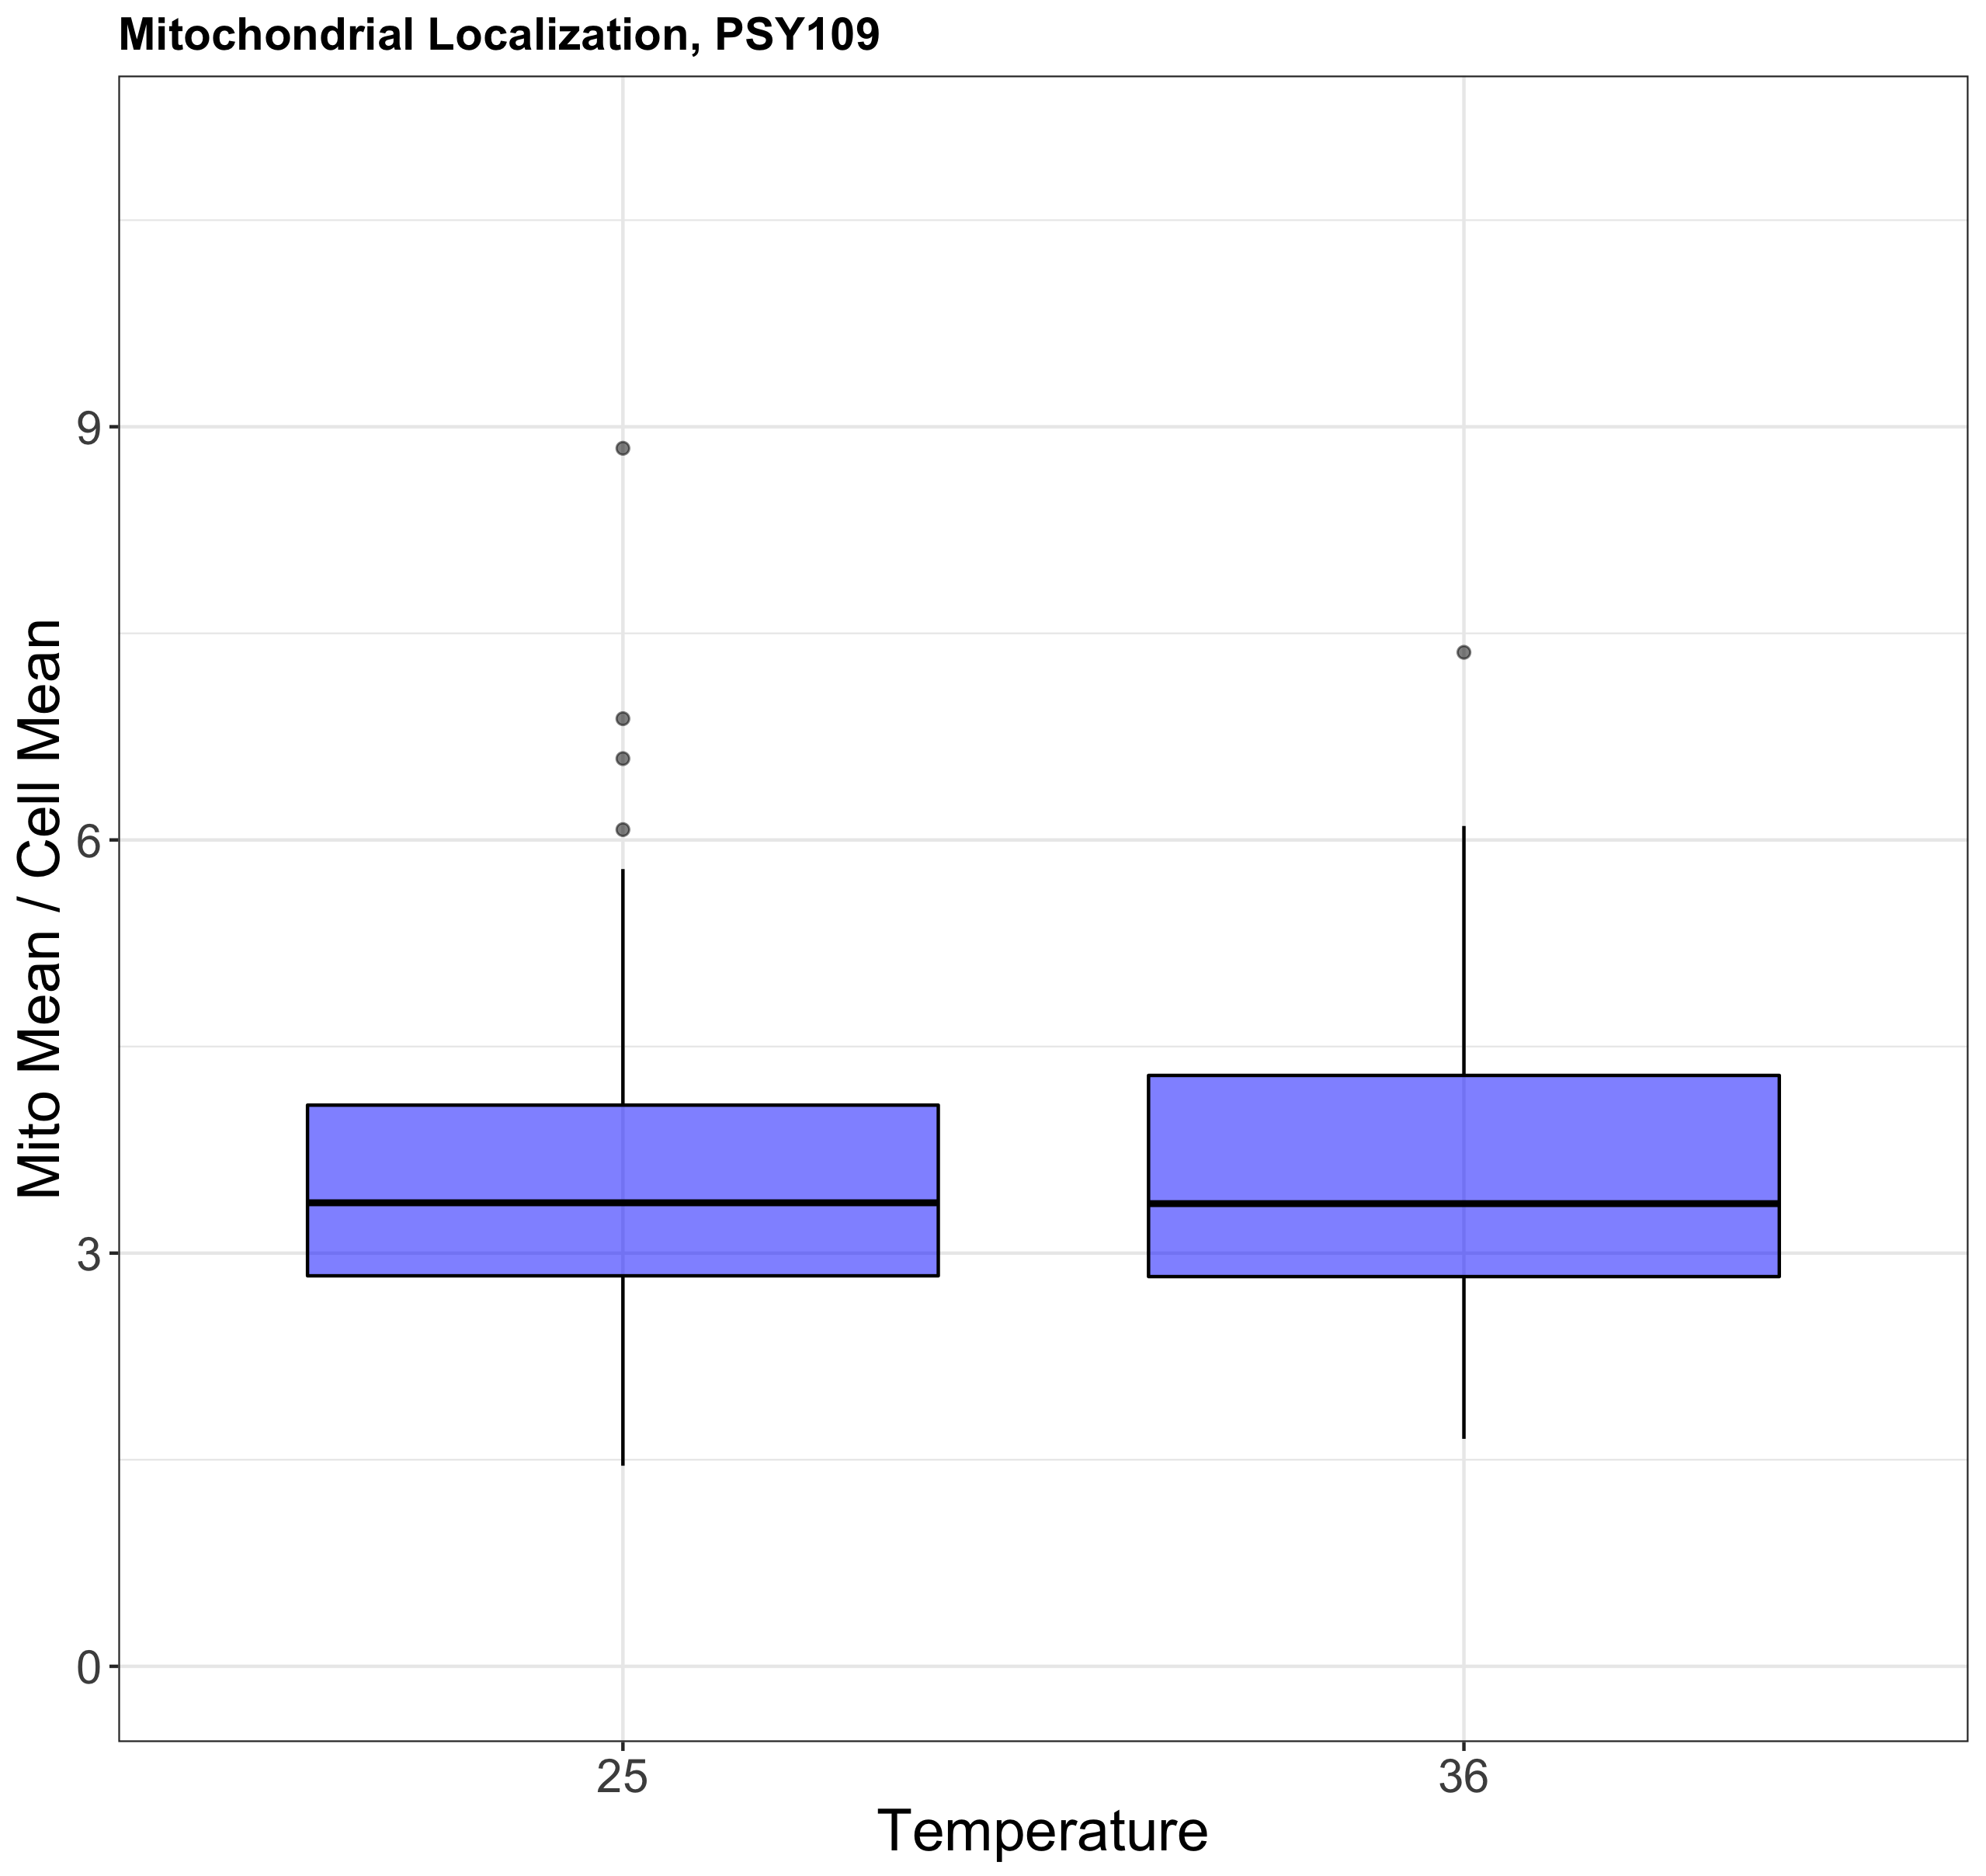 Mitochondrial Localization, PSY109
Mito Mean / Cell Mean
9
6
3
0
25
36
Temperature